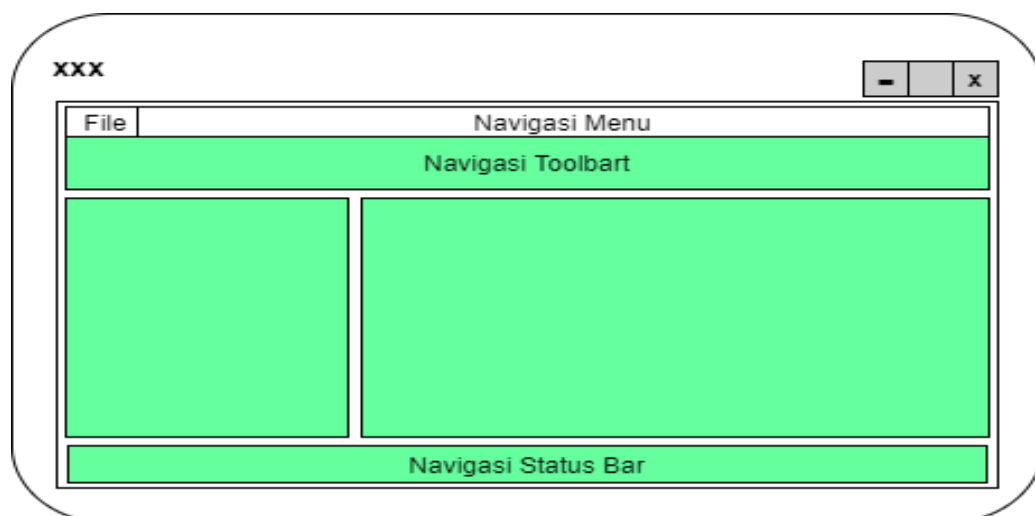 xxx
- x
File Navigasi Menu
Navigasi Toolbart
Navigasi Status Bar